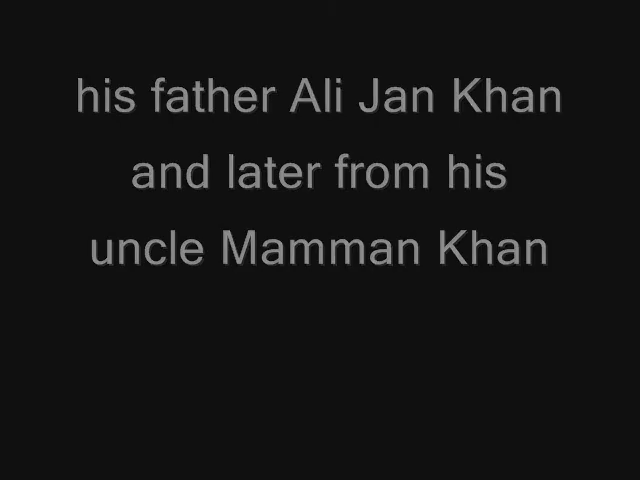 his father Ali Jan Khan
and later from his
uncle Mamman Khan